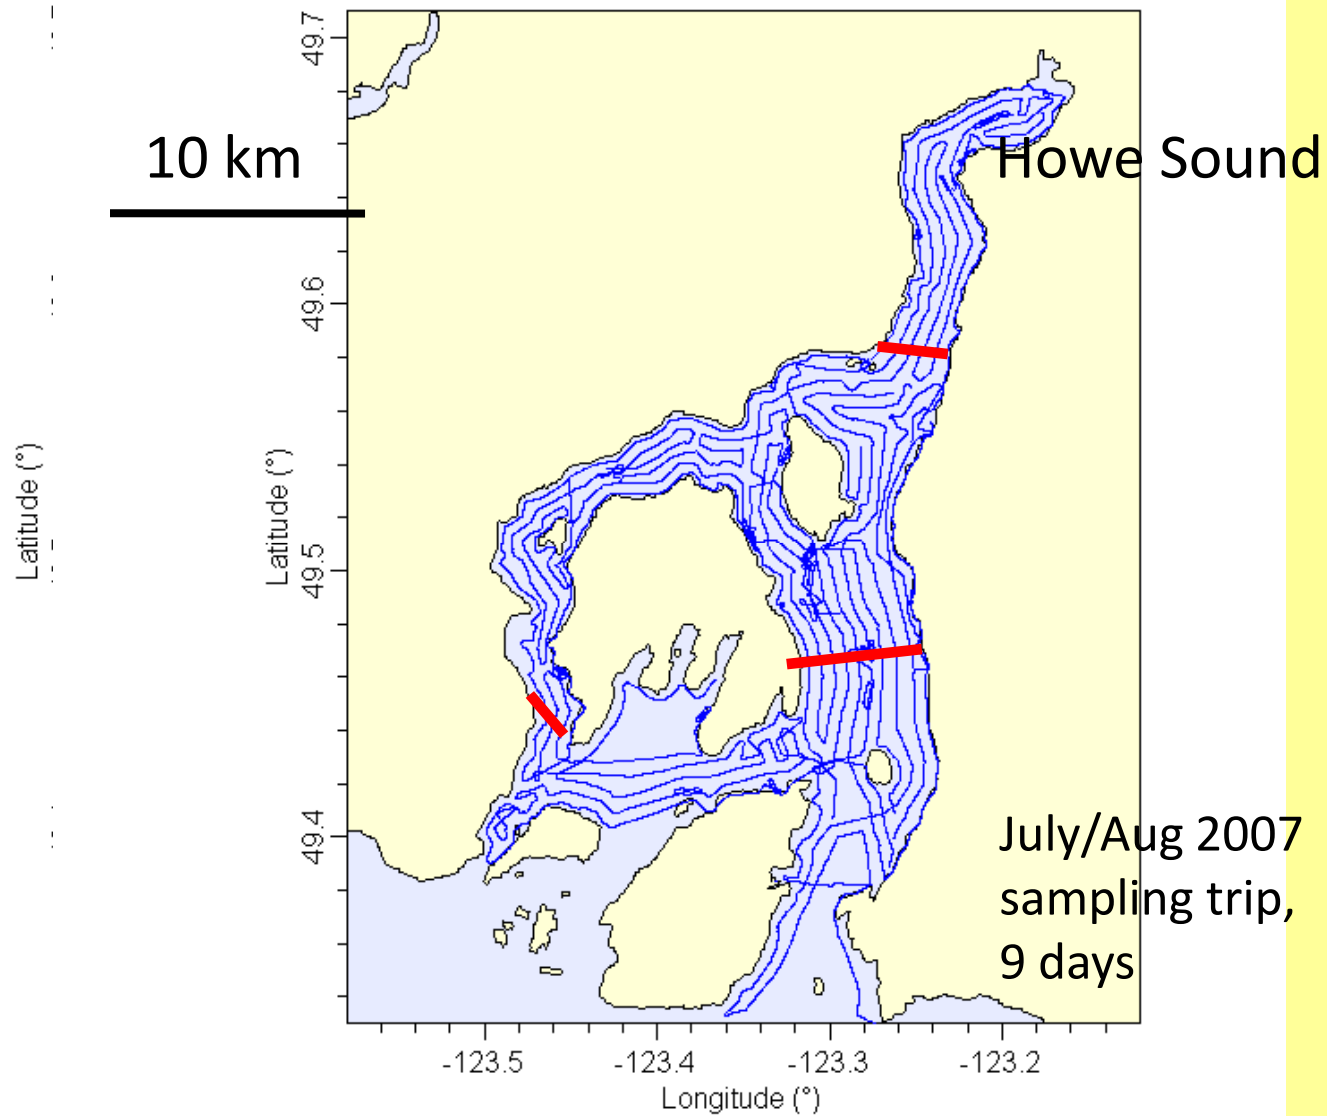 49.7
10 km
Howe Sound
49.6
Latitude (°)
Latitude (°)
49.5
49.4
July/Aug 2007
sampling trip,
9 days
-123.5
-123.4
-123.3
-123.2
Longitude (°)